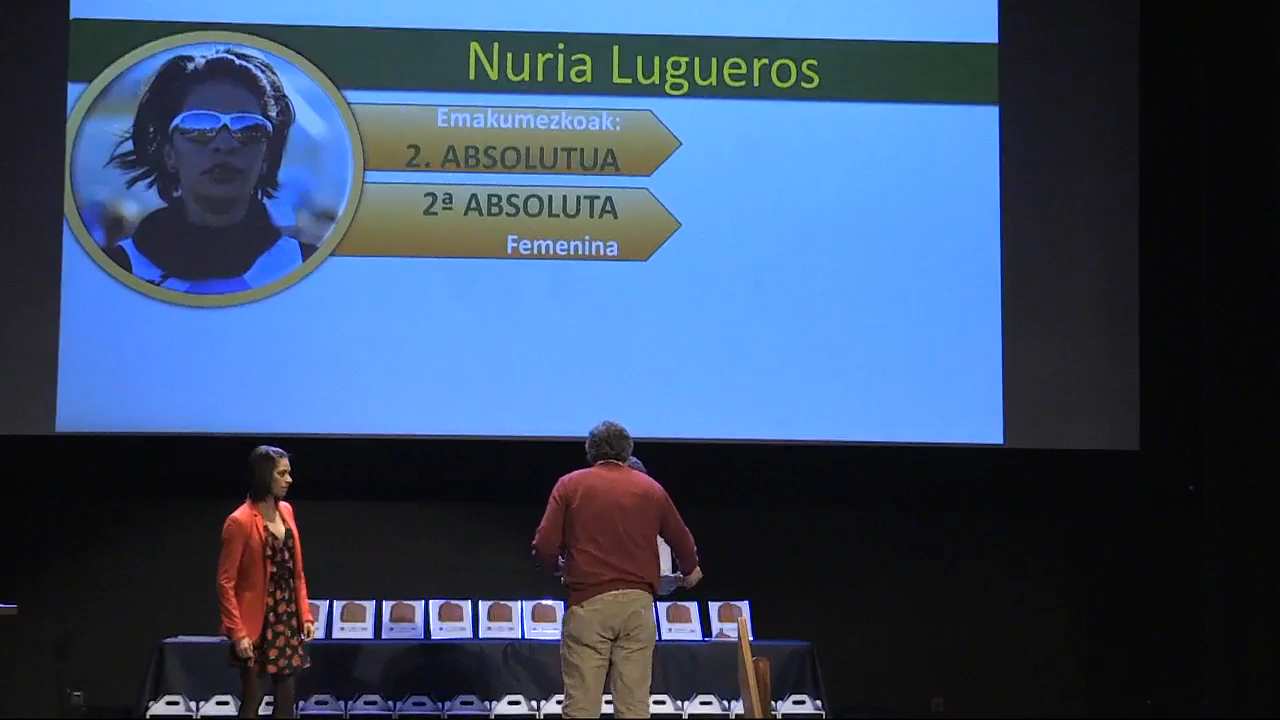 Nuria Lugueros
Emakumezkoak:
2. ABSOLUTUA
2ª ABSOLUTA
Femenina